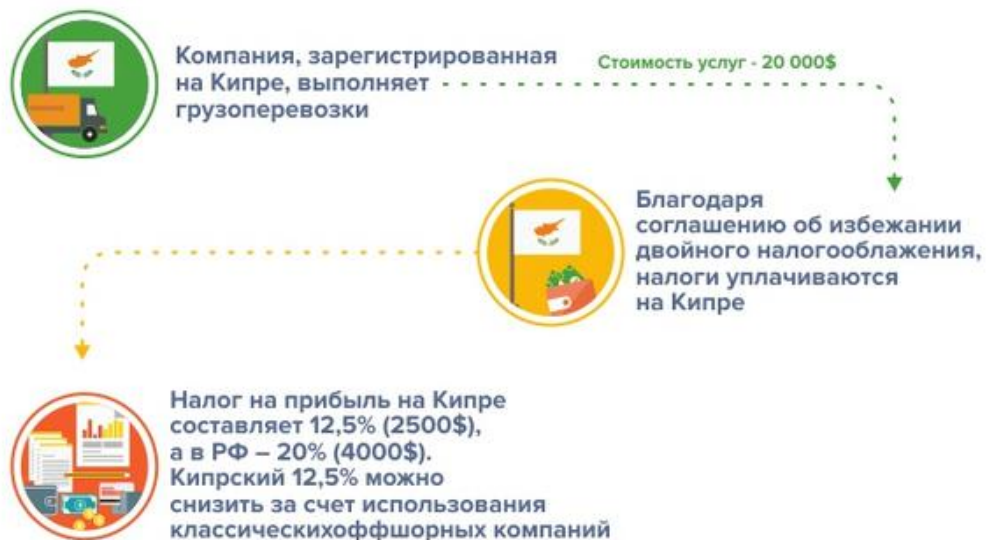 Компания, зарегистрированная
на Кипре, выполняет
грузоперевозки
Стоимость услуг - 20 000$
Благодаря
соглашению об избежании
двойного налогооблажения,
налоги уплачиваются
на Кипре
Налог на прибыль на Кипре
составляет 12,5% (2500$),
а в РФ – 20% (4000$).
Кипрский 12,5% можно
снизить за счет использования
классическихоффшорных компаний